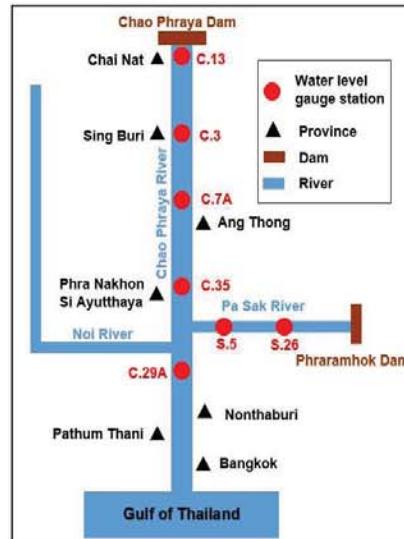 Chao Phraya Dam
Chai Nat
C.13
Water level
gauge station
Province
Dam
River
Sing Buri
C.3
Chao Phraya River
C.7A
Ang Thong
Phra Nakhon
Si Ayutthaya
C.35
Pa Sak River
Noi River
S.5
S.26
Phraramhok Dam
C.29A
Nonthaburi
Pathum Thani
Bangkok
Gulf of Thailand